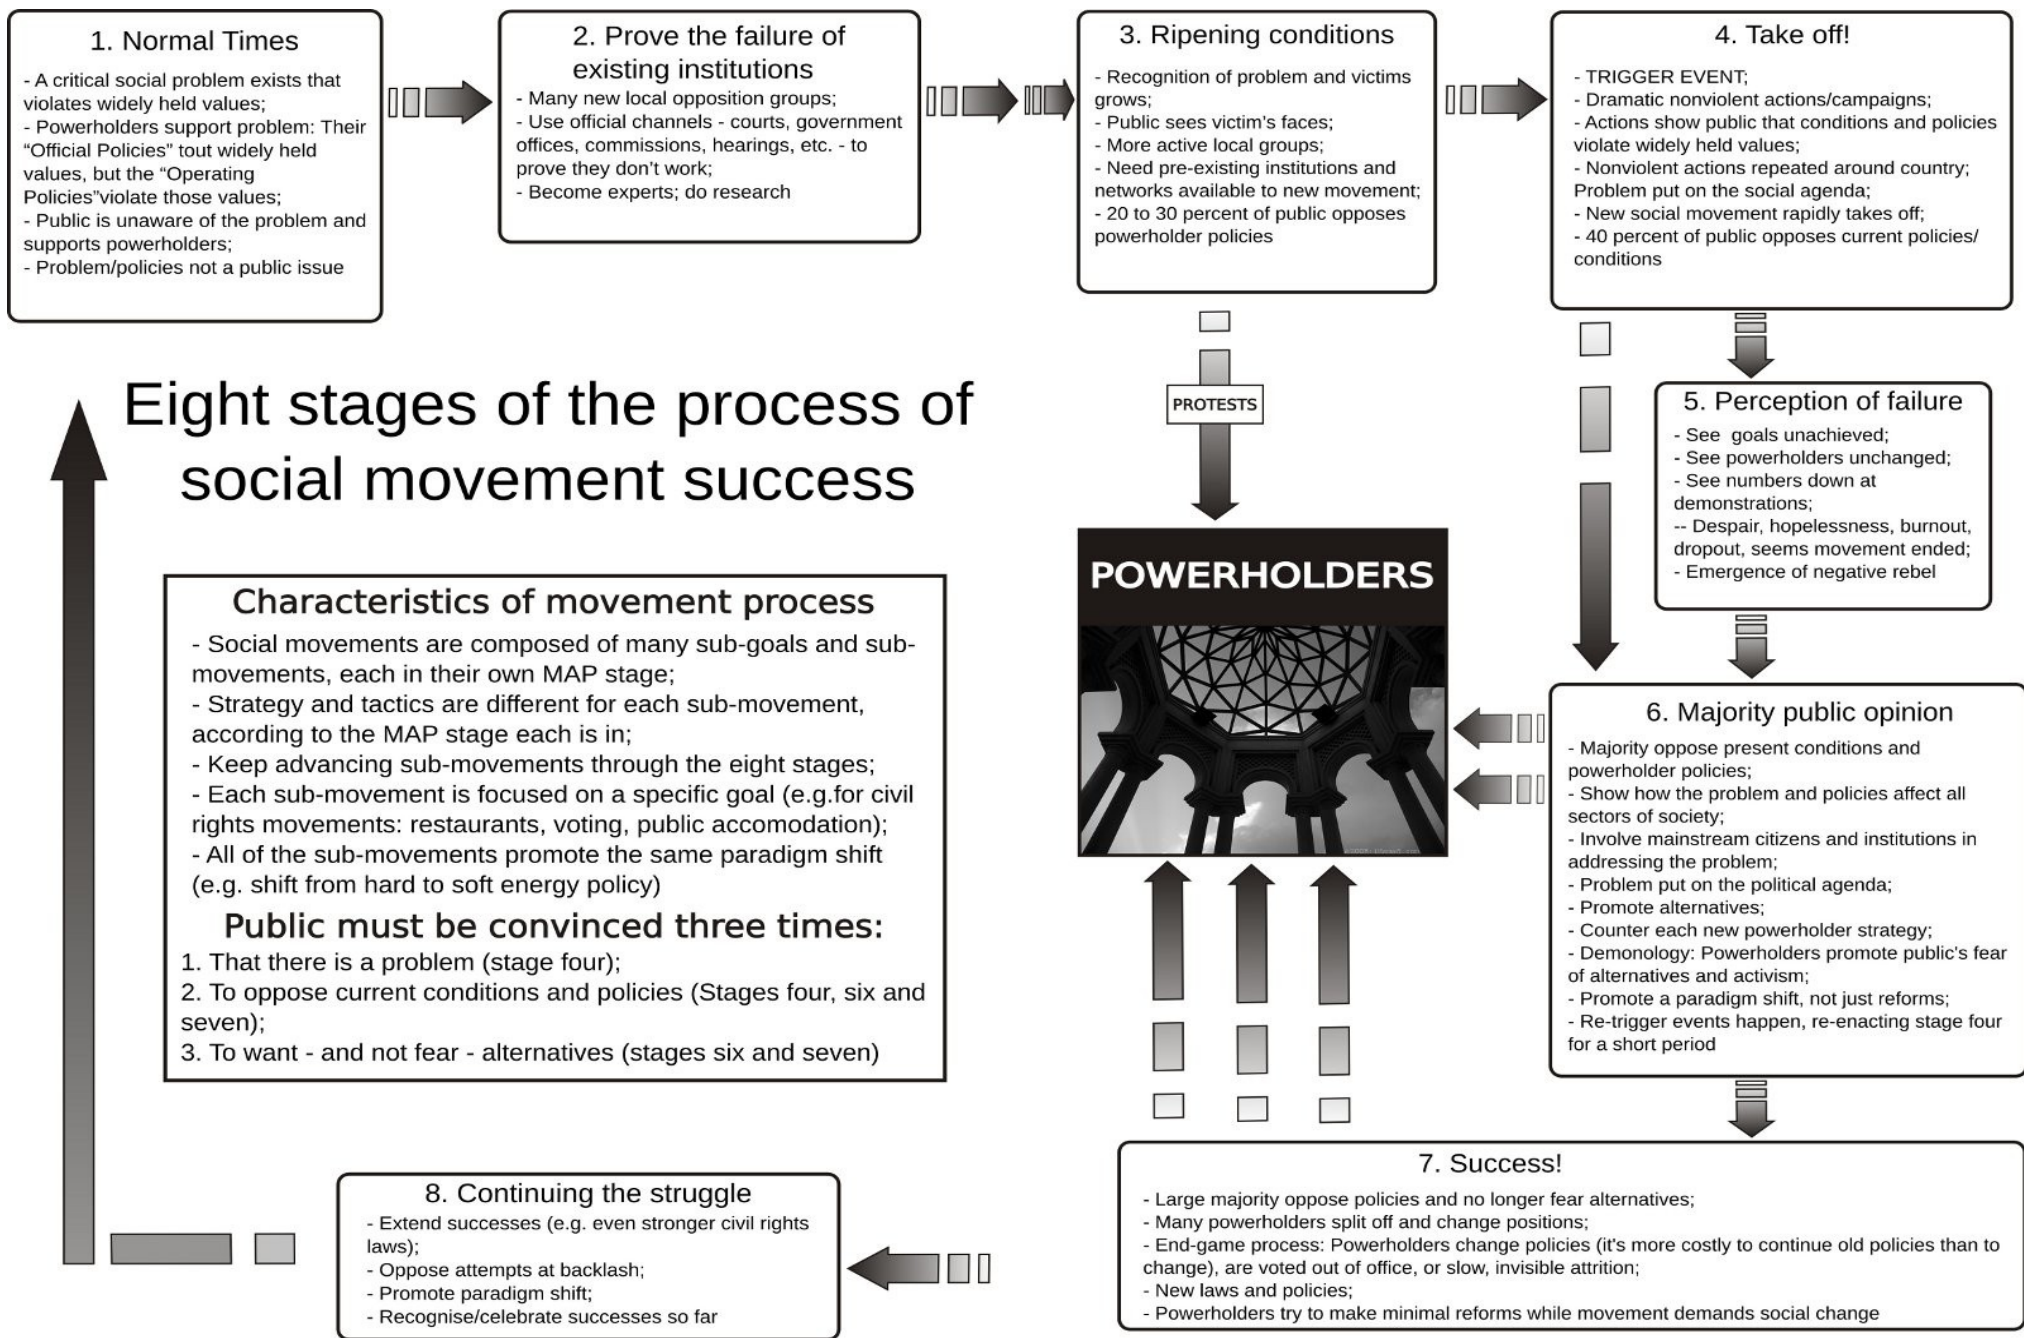 1. Normal Times
- A critical social problem exists that
violates widely held values;
- Powerholders support problem: Their
“Official Policies” tout widely held
values, but the “Operating
Policies”violate those values;
- Public is unaware of the problem and
supports powerholders;
- Problem/policies not a public issue
2. Prove the failure of
existing institutions
- Many new local opposition groups;
- Use official channels - courts, government
offices, commissions, hearings, etc. - to
prove they don’t work;
- Become experts; do research
3. Ripening conditions
- Recognition of problem and victims
grows;
- Public sees victim's faces;
- More active local groups;
- Need pre-existing institutions and
networks available to new movement;
- 20 to 30 percent of public opposes
powerholder policies
4. Take off!
- TRIGGER EVENT;
- Dramatic nonviolent actions/campaigns;
- Actions show public that conditions and policies
violate widely held values;
- Nonviolent actions repeated around country;
Problem put on the social agenda;
- New social movement rapidly takes off;
- 40 percent of public opposes current policies/
conditions
Eight stages of the process of
social movement success
PROTESTS
5. Perception of failure
- See  goals unachieved;
- See powerholders unchanged;
- See numbers down at
demonstrations;
-- Despair, hopelessness, burnout,
dropout, seems movement ended;
- Emergence of negative rebel
POWERHOLDERS
Characteristics of movement process
- Social movements are composed of many sub-goals and sub-
movements, each in their own MAP stage;
- Strategy and tactics are different for each sub-movement,
according to the MAP stage each is in;
- Keep advancing sub-movements through the eight stages;
- Each sub-movement is focused on a specific goal (e.g.for civil
rights movements: restaurants, voting, public accomodation);
- All of the sub-movements promote the same paradigm shift
(e.g. shift from hard to soft energy policy)
Public must be convinced three times:
1. That there is a problem (stage four);
2. To oppose current conditions and policies (Stages four, six and
seven);
3. To want - and not fear - alternatives (stages six and seven)
6. Majority public opinion
- Majority oppose present conditions and
powerholder policies;
- Show how the problem and policies affect all
sectors of society;
- Involve mainstream citizens and institutions in
addressing the problem;
- Problem put on the political agenda;
- Promote alternatives;
- Counter each new powerholder strategy;
- Demonology: Powerholders promote public's fear
of alternatives and activism;
- Promote a paradigm shift, not just reforms;
- Re-trigger events happen, re-enacting stage four
for a short period
7. Success!
- Large majority oppose policies and no longer fear alternatives;
- Many powerholders split off and change positions;
- End-game process: Powerholders change policies (it's more costly to continue old policies than to
change), are voted out of office, or slow, invisible attrition;
- New laws and policies;
- Powerholders try to make minimal reforms while movement demands social change
8. Continuing the struggle
- Extend successes (e.g. even stronger civil rights
laws);
- Oppose attempts at backlash;
- Promote paradigm shift;
- Recognise/celebrate successes so far